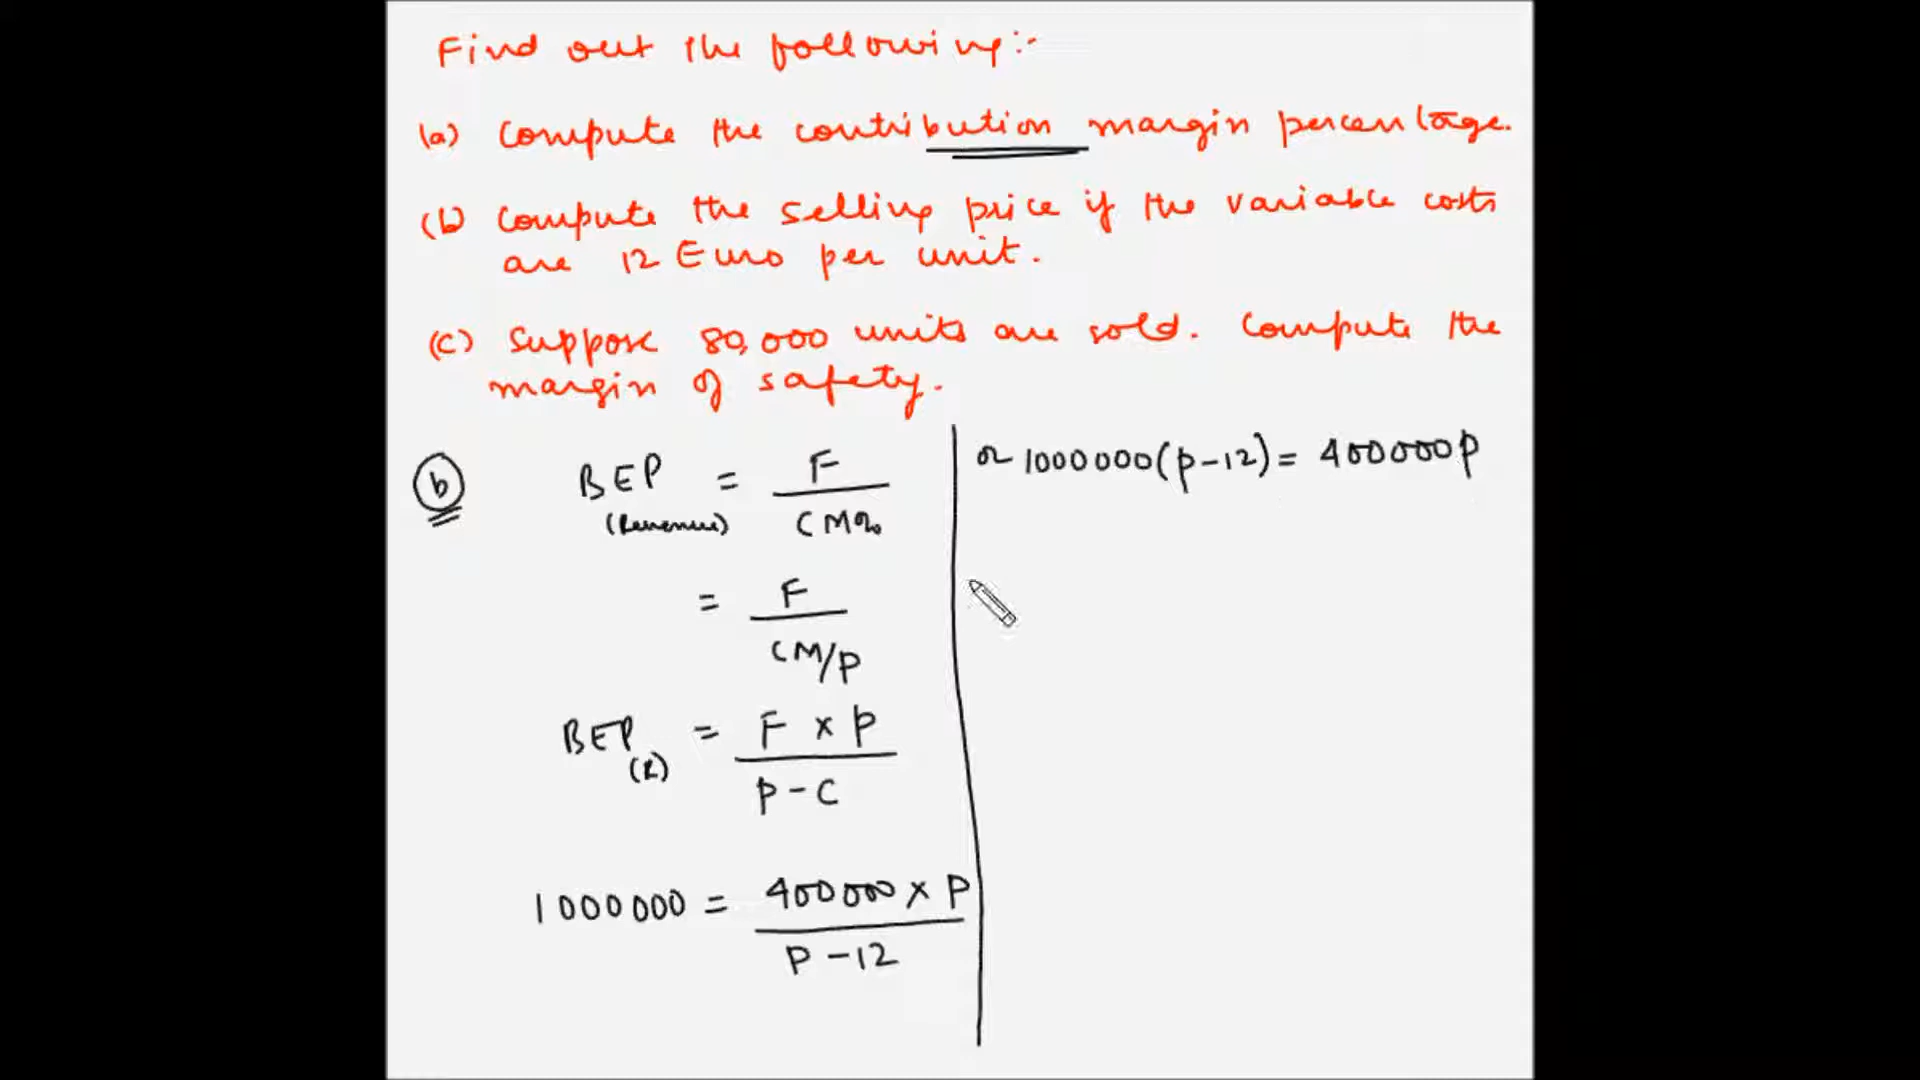 Find out the following:-
(a) Compute the contribution margin percentage.
(b) Compute the selling price if the variable costs
are 12 Euro per unit.
(c) Suppose 80,000 units are sold. Compute the
margin of safety.
(b) BEP = F
(Revenue) CM%
= F
CM/P
BEP = F x P
(R) P - C
1000000 = 400000 x P
P - 12
or 1000000(P-12) = 400000P